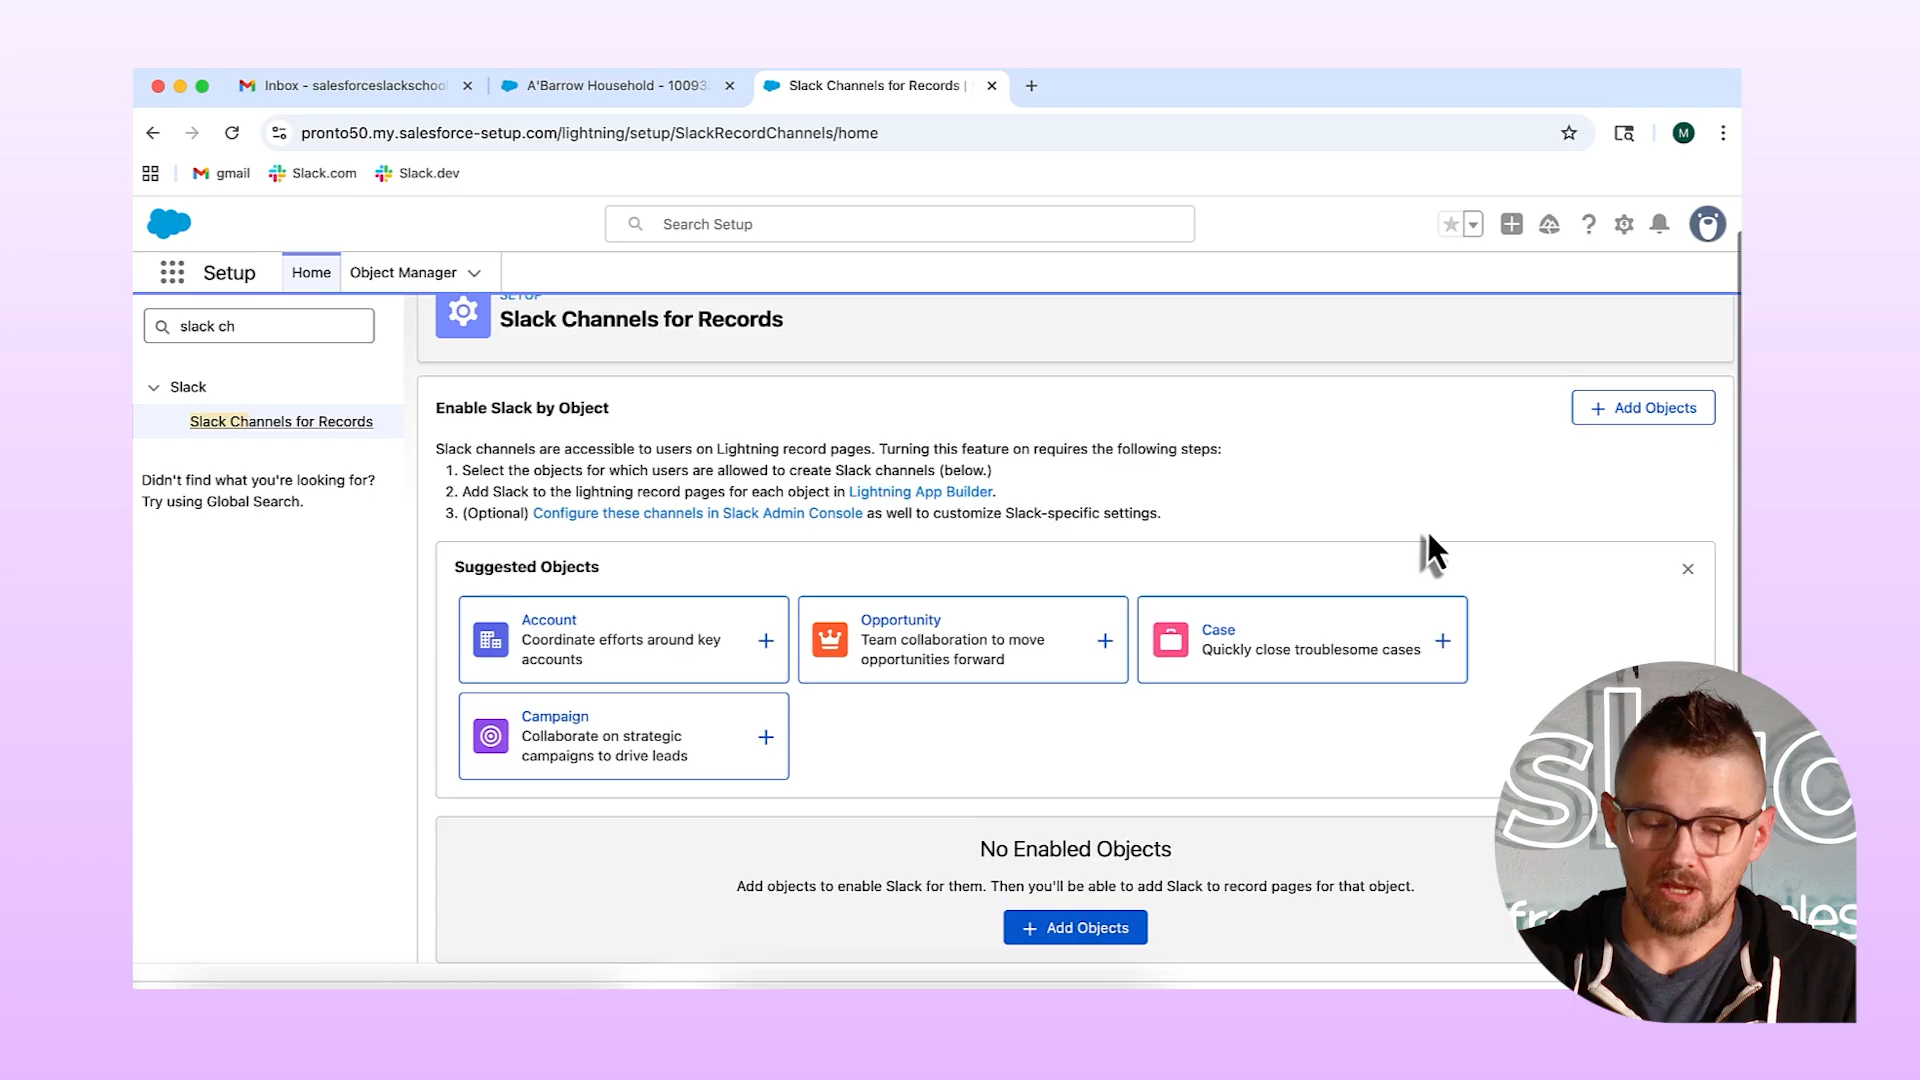 Inbox - salesforceslackschool
A'Barrow Household - 10093
Slack Channels for Records |
pronto50.my.salesforce-setup.com/lightning/setup/SlackRecordChannels/home
M
gmail
Slack.com
Slack.dev
Search Setup
Setup
Home
Object Manager
slack ch
Slack
Slack Channels for Records
Didn't find what you're looking for?
Try using Global Search.
SETUP
Slack Channels for Records
Enable Slack by Object
Add Objects
Slack channels are accessible to users on Lightning record pages. Turning this feature on requires the following steps:
1. Select the objects for which users are allowed to create Slack channels (below.)
2. Add Slack to the lightning record pages for each object in Lightning App Builder.
3. (Optional) Configure these channels in Slack Admin Console as well to customize Slack-specific settings.
Suggested Objects
Account
Coordinate efforts around key
accounts
Opportunity
Team collaboration to move
opportunities forward
Case
Quickly close troublesome cases
Campaign
Collaborate on strategic
campaigns to drive leads
No Enabled Objects
Add objects to enable Slack for them. Then you'll be able to add Slack to record pages for that object.
Add Objects